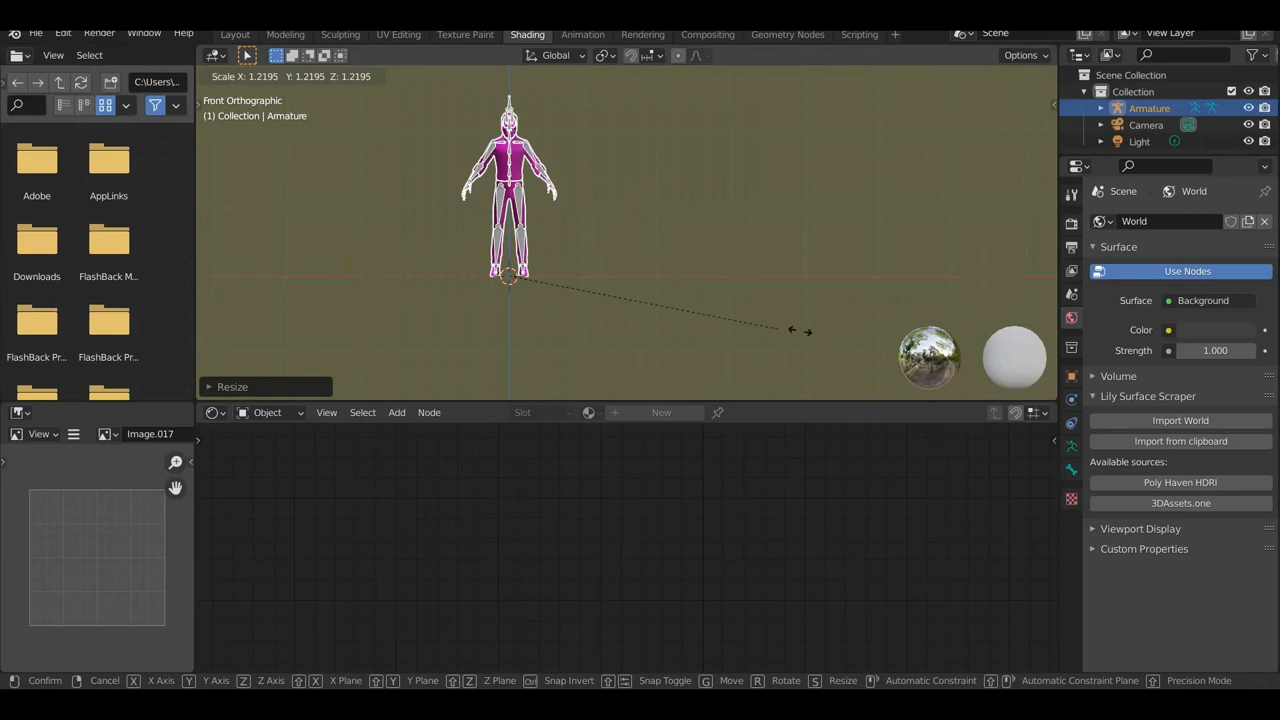 File Edit Render Window Help Layout Modeling Sculpting UV Editing Texture Paint Shading Animation Rendering Compositing Geometry Nodes Scripting + Scene View Layer
View Select Global Options
Scale X: 1.2195 Y: 1.2195 Z: 1.2195
C:\Users\...
Front Orthographic
(1) Collection | Armature
Adobe AppLinks
Downloads FlashBack M...
FlashBack Pr... FlashBack Pr...
Resize
Scene Collection
Collection
Armature
Camera
Light
Scene World
World
Surface
Use Nodes
Surface Background
Color
Strength 1.000
Volume
Lily Surface Scraper
Import World
Import from clipboard
Available sources:
Poly Haven HDRI
3DAssets.one
Viewport Display
Custom Properties
Object View Select Add Node Slot New
View Image.017
Confirm Cancel X X Axis Y Y Axis Z Z Axis X X Plane Y Y Plane Z Z Plane Ctrl Snap Invert Snap Toggle G Move R Rotate S Resize Automatic Constraint Automatic Constraint Plane Precision Mode